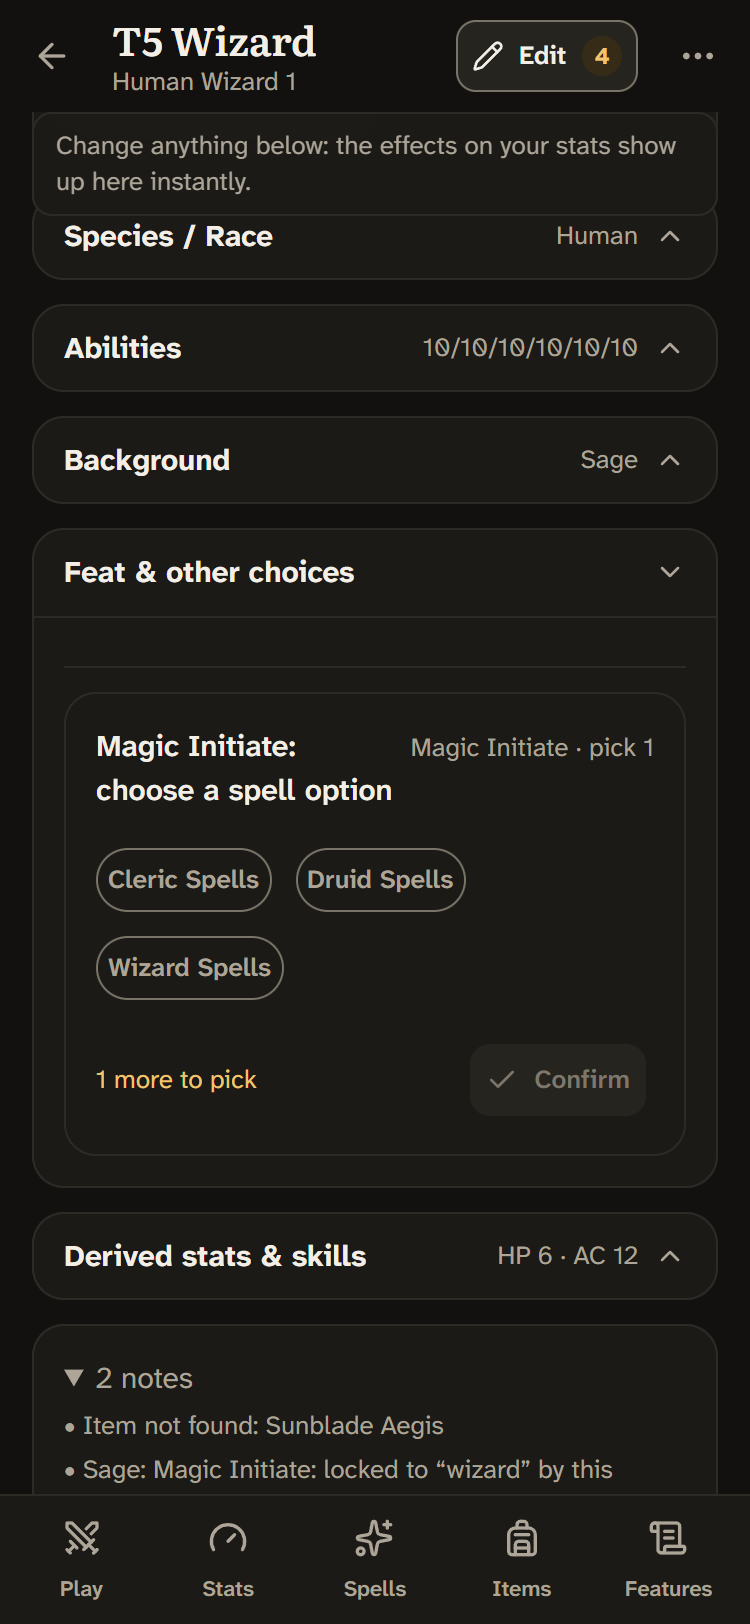 T5 Wizard
Human Wizard 1
Edit 4
Change anything below: the effects on your stats show
up here instantly.
Species / Race Human
Abilities 10/10/10/10/10/10
Background Sage
Feat & other choices
Magic Initiate: Magic Initiate · pick 1
choose a spell option
Cleric Spells Druid Spells
Wizard Spells
1 more to pick Confirm
Derived stats & skills HP 6 · AC 12
▼ 2 notes
• Item not found: Sunblade Aegis
• Sage: Magic Initiate: locked to “wizard” by this
Play Stats Spells Items Features